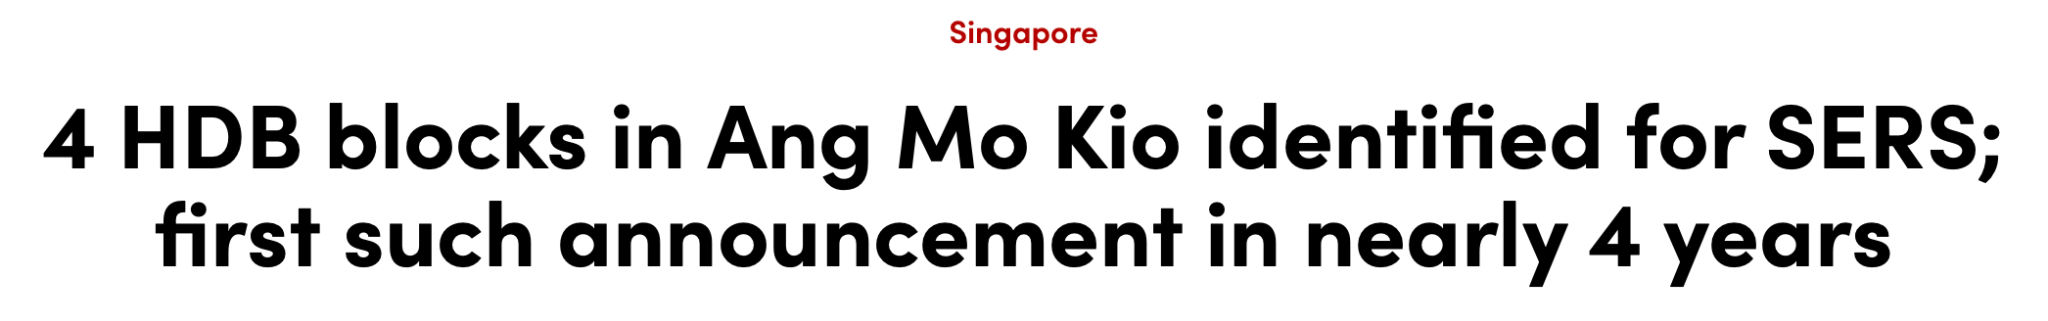 Singapore
4 HDB blocks in Ang Mo Kio identified for SERS;
first such announcement in nearly 4 years